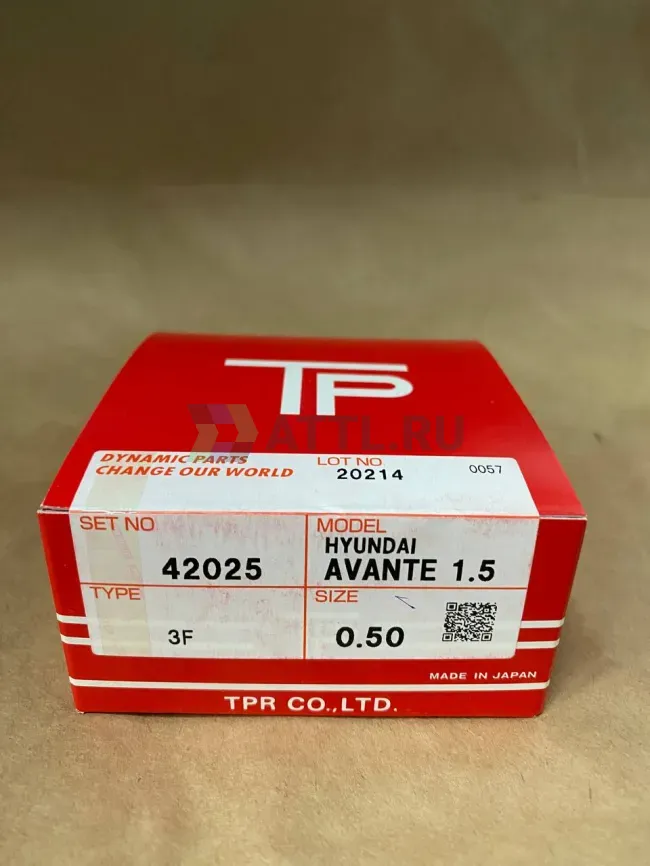 TP
ATTL.RU
DYNAMIC PARTS
CHANGE OUR WORLD
LOT NO.
20214
0057
SET NO
42025
MODEL
HYUNDAI
AVANTE 1.5
TYPE
3F
SIZE
0.50
MADE IN JAPAN
TPR CO.,LTD.